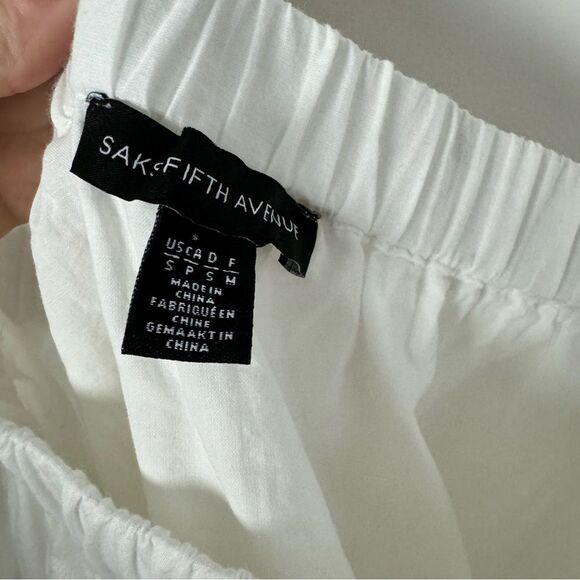 SAKS FIFTH AVENUE
US CA D F
S P S M
MADE IN
CHINA
FABRIQUÉ EN
CHINE
GEMAAKT IN
CHINA